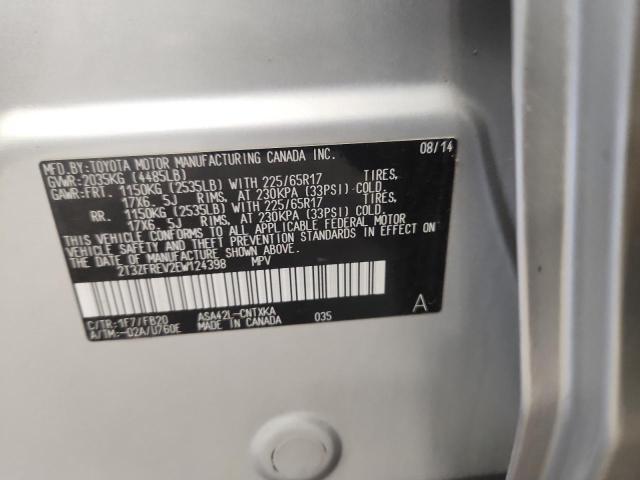 MFD.BY:TOYOTA MOTOR MANUFACTURING CANADA INC. 08/14
GVWR:2035KG (4485LB)
GAWR:FRT. 1150KG (2535LB) WITH 225/65R17 TIRES,
17X6. 5J RIMS, AT 230KPA (33PSI) COLD.
RR. 1150KG (2535LB) WITH 225/65R17 TIRES,
17X6. 5J RIMS, AT 230KPA (33PSI) COLD.
THIS VEHICLE CONFORMS TO ALL APPLICABLE FEDERAL MOTOR
VEHICLE SAFETY AND THEFT PREVENTION STANDARDS IN EFFECT ON
THE DATE OF MANUFACTURE SHOWN ABOVE.
2T3ZFREV2EW124398 MPV
C/TR:1F7/FB20 ASA42L-CNTXKA
A/TM:-02A/U760E MADE IN CANADA 035 A